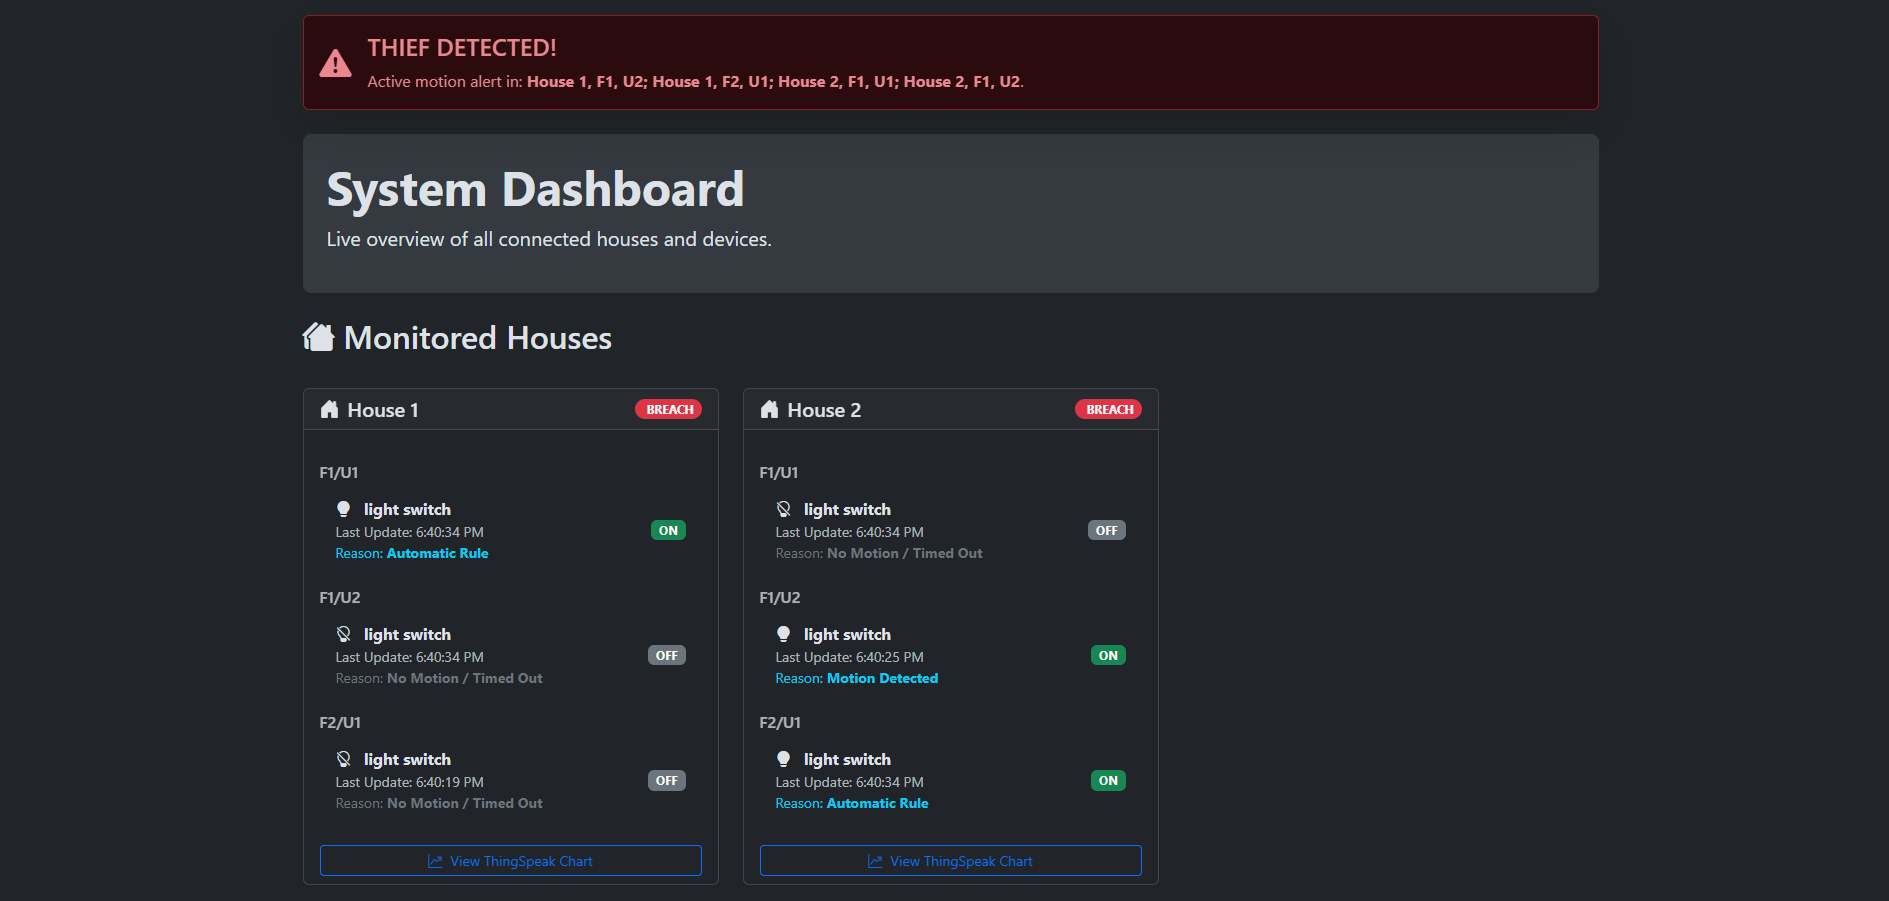 THIEF DETECTED!
Active motion alert in: House 1, F1, U2; House 1, F2, U1; House 2, F1, U1; House 2, F1, U2.
System Dashboard
Live overview of all connected houses and devices.
Monitored Houses
House 1
BREACH
F1/U1
light switch
Last Update: 6:40:34 PM
ON
Reason: Automatic Rule
F1/U2
light switch
Last Update: 6:40:34 PM
OFF
Reason: No Motion / Timed Out
F2/U1
light switch
Last Update: 6:40:19 PM
OFF
Reason: No Motion / Timed Out
View ThingSpeak Chart
House 2
BREACH
F1/U1
light switch
Last Update: 6:40:34 PM
OFF
Reason: No Motion / Timed Out
F1/U2
light switch
Last Update: 6:40:25 PM
ON
Reason: Motion Detected
F2/U1
light switch
Last Update: 6:40:34 PM
ON
Reason: Automatic Rule
View ThingSpeak Chart